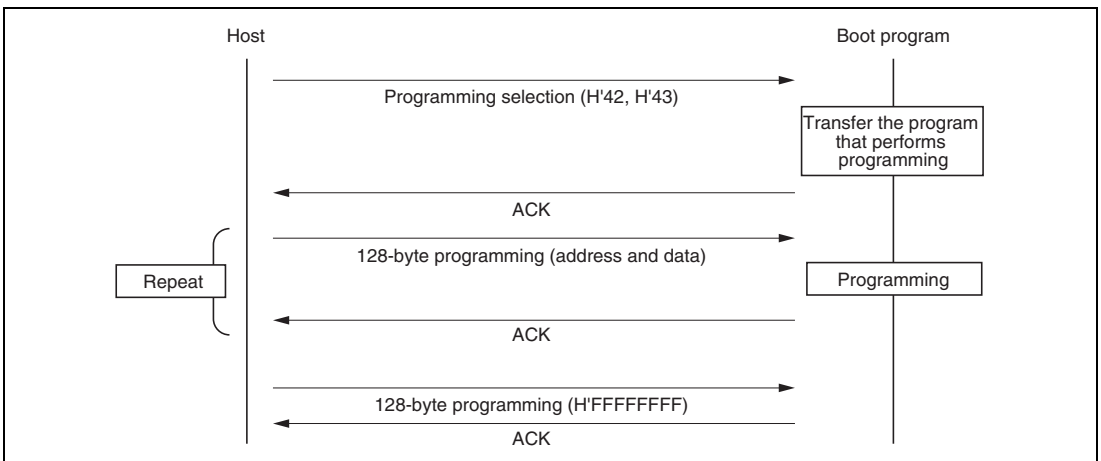 Host
Boot program
Programming selection (H'42, H'43)
Transfer the program
that performs
programming
ACK
128-byte programming (address and data)
Repeat
Programming
ACK
128-byte programming (H'FFFFFFFF)
ACK